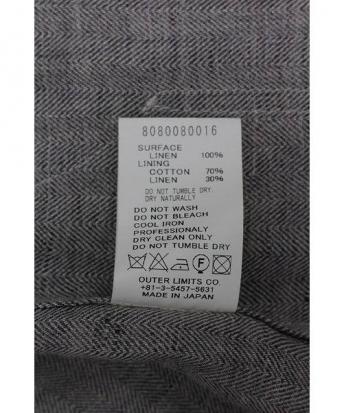 8080080016
SURFACE
LINEN 100%
LINING
COTTON 70%
LINEN 30%
DO NOT TUMBLE DRY.
DRY NATURALLY
DO NOT WASH
DO NOT BLEACH
COOL IRON
PROFESSIONALY
DRY CLEAN ONLY
DO NOT TUMBLE DRY
F
OUTER LIMITS CO.
+81-3-5457-5631
MADE IN JAPAN